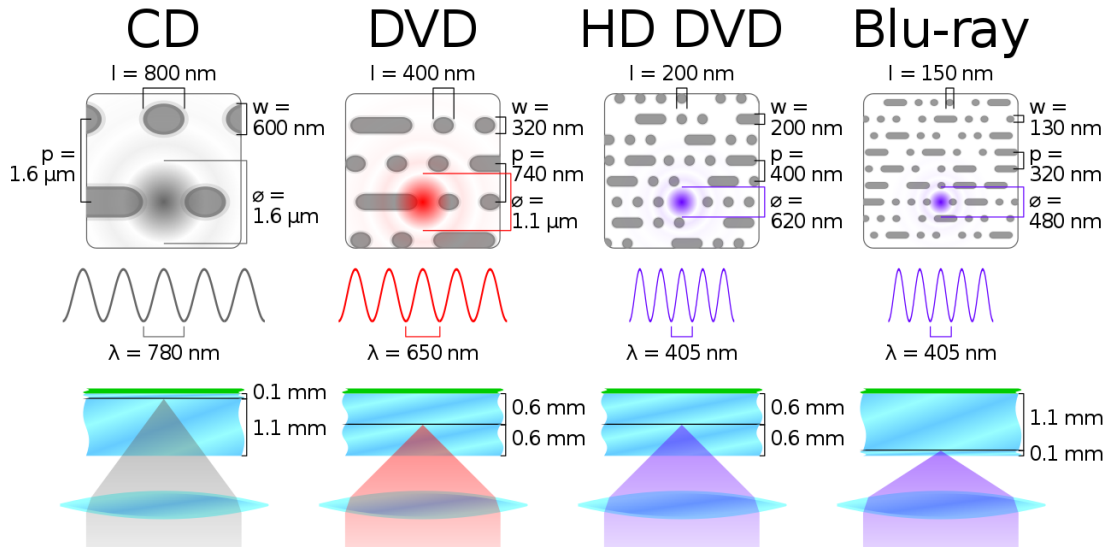 CD
DVD
HD DVD
Blu-ray
l = 800 nm
w =
600 nm
p =
1.6 µm
ø =
1.6 µm
l = 400 nm
w =
320 nm
p =
740 nm
ø =
1.1 µm
l = 200 nm
w =
200 nm
p =
400 nm
ø =
620 nm
l = 150 nm
w =
130 nm
p =
320 nm
ø =
480 nm
λ = 780 nm
λ = 650 nm
λ = 405 nm
λ = 405 nm
0.1 mm
1.1 mm
0.6 mm
0.6 mm
0.6 mm
0.6 mm
1.1 mm
0.1 mm